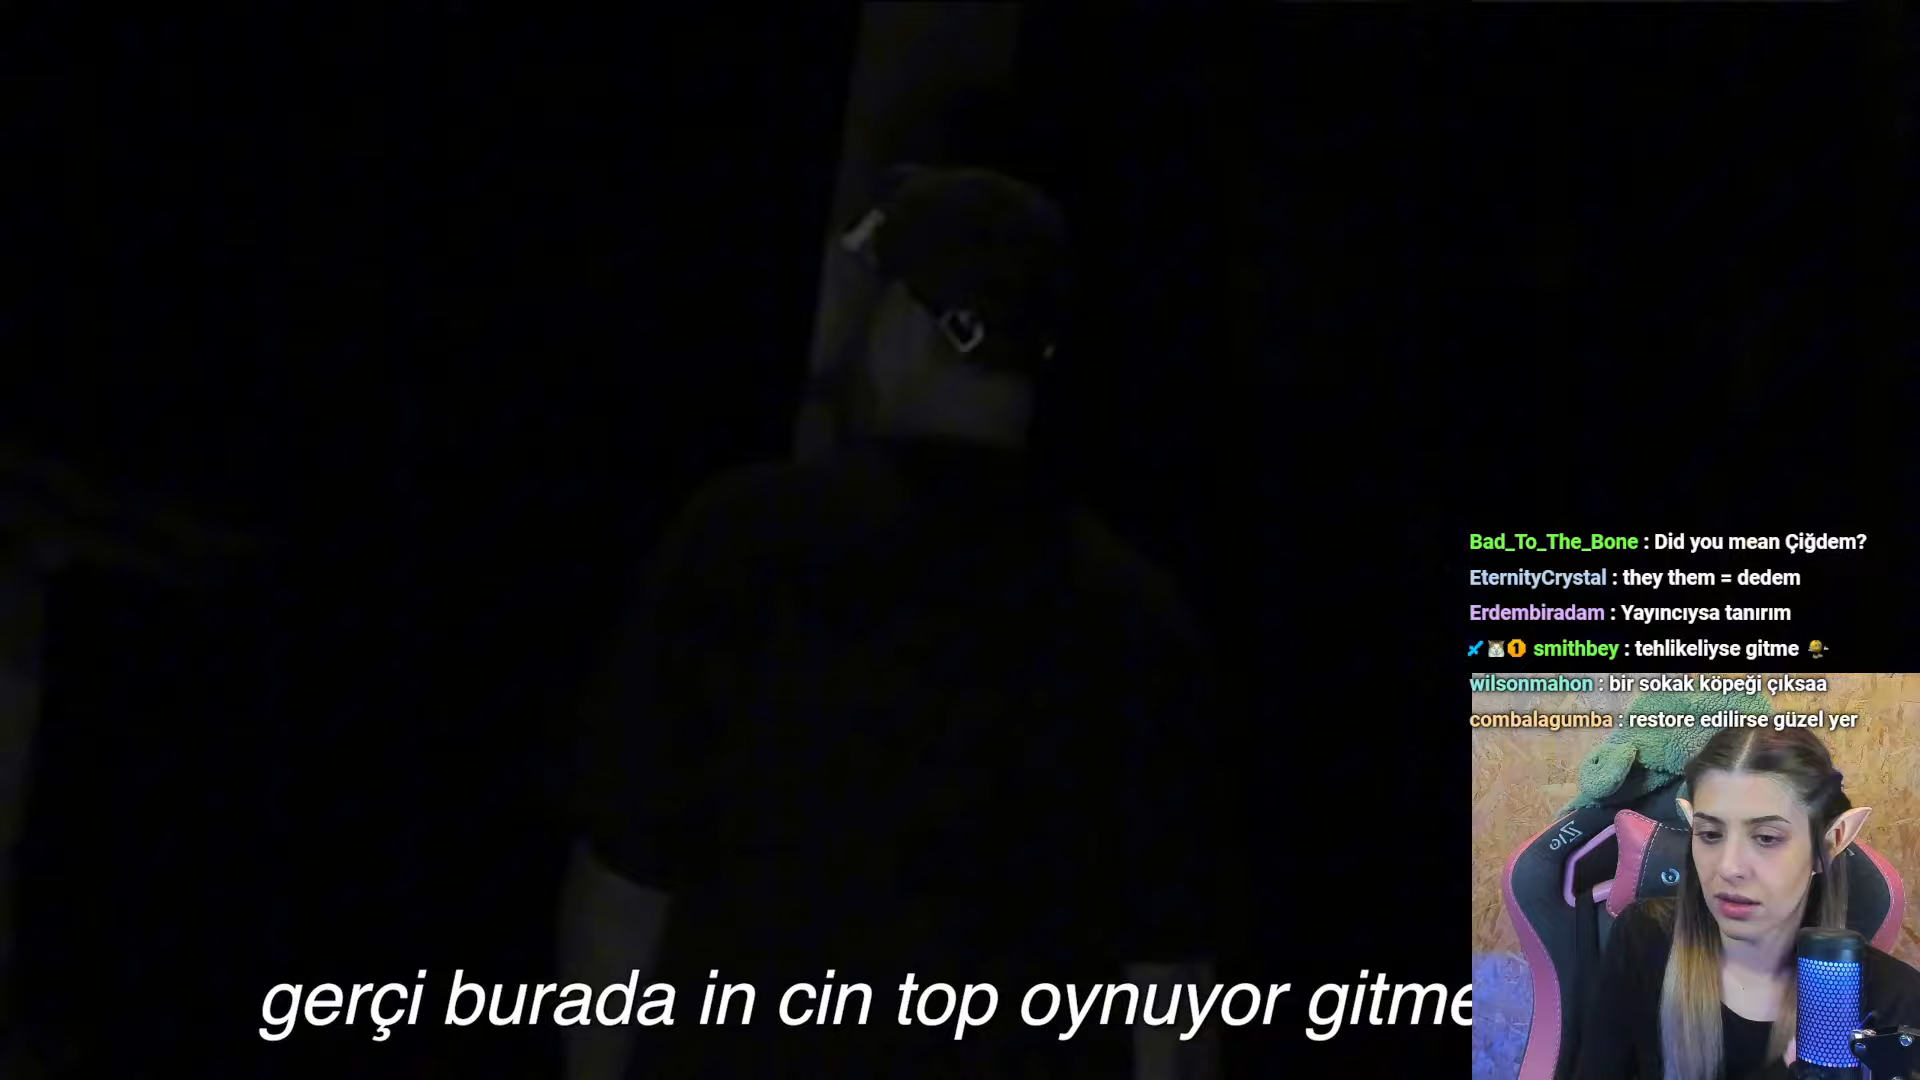 Bad_To_The_Bone : Did you mean Çiğdem?
EternityCrystal : they them = dedem
Erdembiradam : Yayıncıysa tanırım
1 smithbey : tehlikeliyse gitme
wilsonmahon : bir sokak köpeği çıksaa
combalagumba : restore edilirse güzel yer
gerçi burada in cin top oynuyor gitme